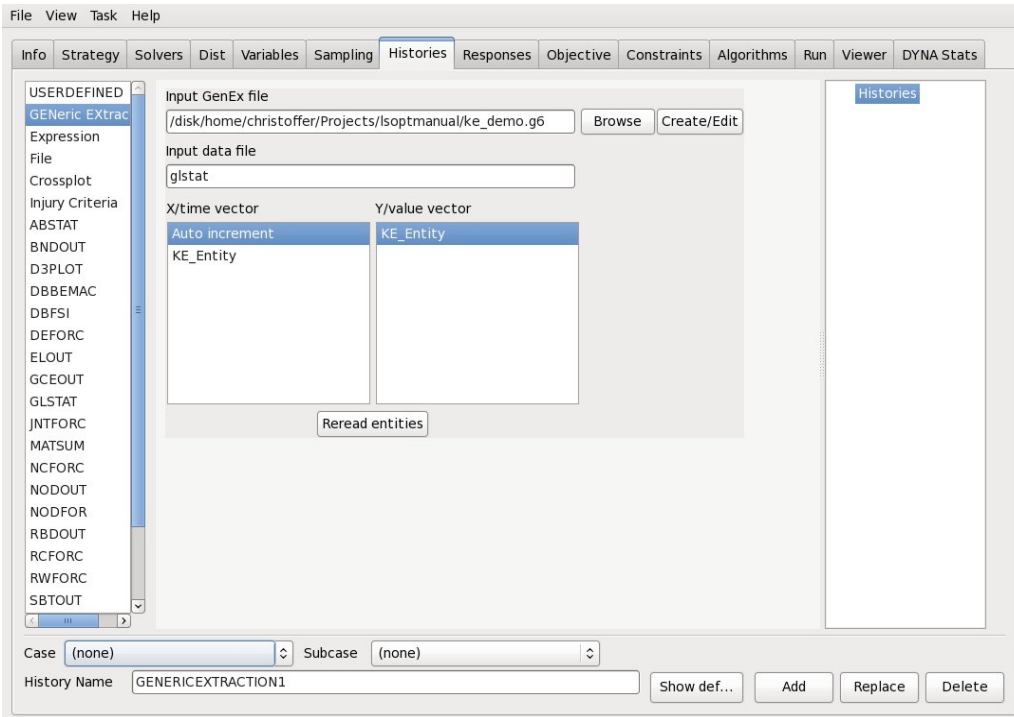 File View Task Help
Info Strategy Solvers Dist Variables Sampling Histories Responses Objective Constraints Algorithms Run Viewer DYNA Stats
USERDEFINED
GENeric EXtrac
Expression
File
Crossplot
Injury Criteria
ABSTAT
BNDOUT
D3PLOT
DBBEMAC
DBFSI
DEFORC
ELOUT
GCEOUT
GLSTAT
JNTFORC
MATSUM
NCFORC
NODOUT
NODFOR
RBDOUT
RCFORC
RWFORC
SBTOUT
Input GenEx file
/disk/home/christoffer/Projects/lsoptmanual/ke_demo.g6 Browse Create/Edit
Input data file
glstat
X/time vector Y/value vector
Auto increment KE_Entity
KE_Entity
Reread entities
Histories
Case (none) Subcase (none)
History Name GENERICEXTRACTION1 Show def... Add Replace Delete